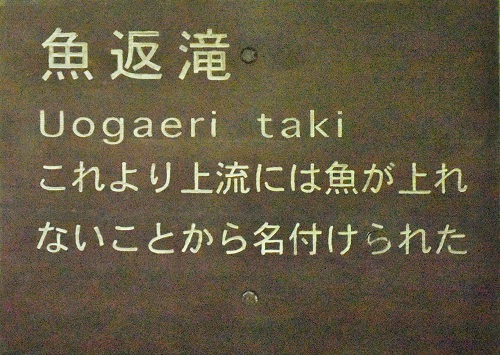 魚返滝
Uogaeri taki
これより上流には魚が上れ
ないことから名付けられた